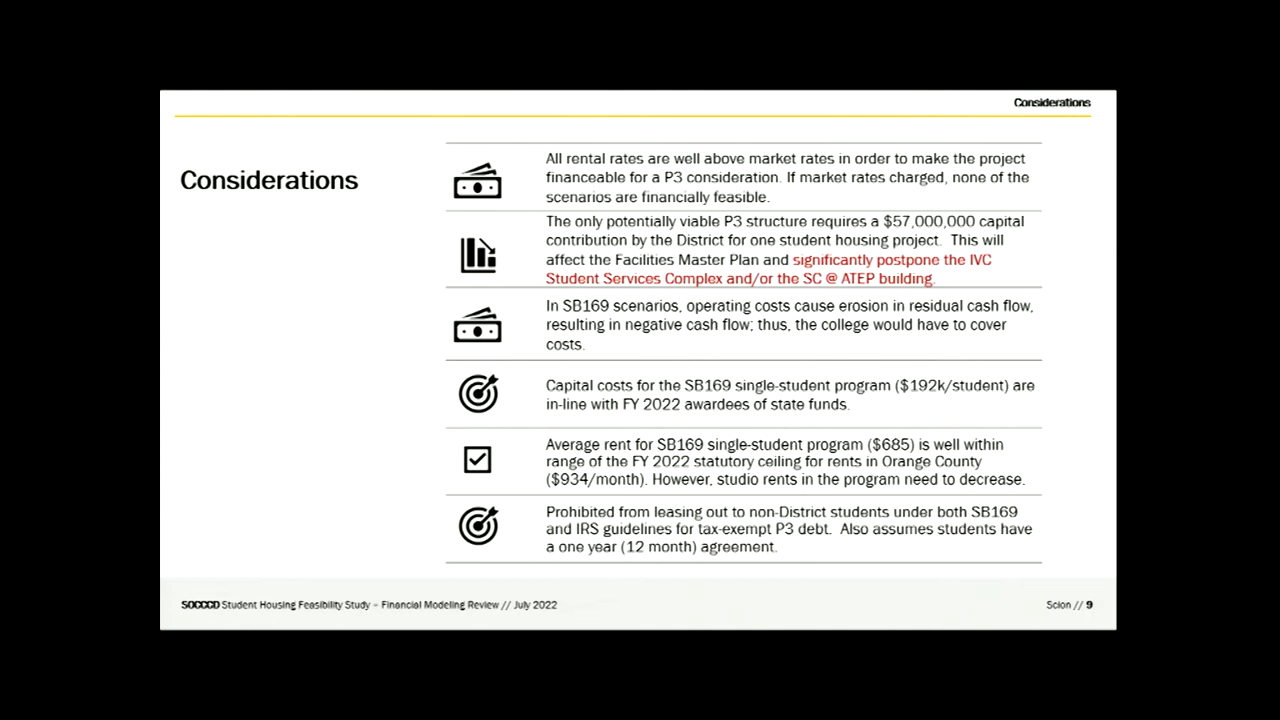 Considerations
Considerations
All rental rates are well above market rates in order to make the project
financeable for a P3 consideration. If market rates charged, none of the
scenarios are financially feasible.
The only potentially viable P3 structure requires a $57,000,000 capital
contribution by the District for one student housing project.  This will
affect the Facilities Master Plan and significantly postpone the IVC
Student Services Complex and/or the SC @ ATEP building.
In SB169 scenarios, operating costs cause erosion in residual cash flow,
resulting in negative cash flow; thus, the college would have to cover
costs.
Capital costs for the SB169 single-student program ($192k/student) are
in-line with FY 2022 awardees of state funds.
Average rent for SB169 single-student program ($685) is well within
range of the FY 2022 statutory ceiling for rents in Orange County
($934/month). However, studio rents in the program need to decrease.
Prohibited from leasing out to non-District students under both SB169
and IRS guidelines for tax-exempt P3 debt.  Also assumes students have
a one year (12 month) agreement.
SOCCCD Student Housing Feasibility Study – Financial Modeling Review // July 2022
Scion // 9